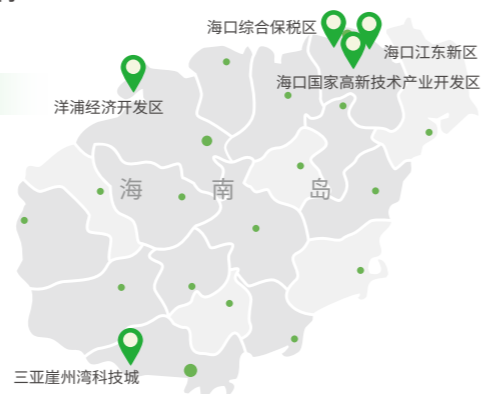 海口综合保税区
海口江东新区
海口国家高新技术产业开发区
洋浦经济开发区
海南岛
三亚崖州湾科技城